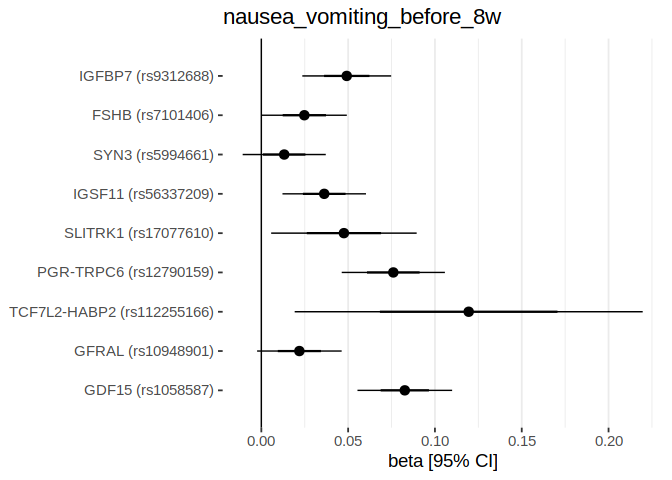 nausea_vomiting_before_8w
IGFBP7 (rs9312688)
FSHB (rs7101406)
SYN3 (rs5994661)
IGSF11 (rs56337209)
SLITRK1 (rs17077610)
PGR-TRPC6 (rs12790159)
TCF7L2-HABP2 (rs112255166)
GFRAL (rs10948901)
GDF15 (rs1058587)
0.00 0.05 0.10 0.15 0.20
beta [95% CI]